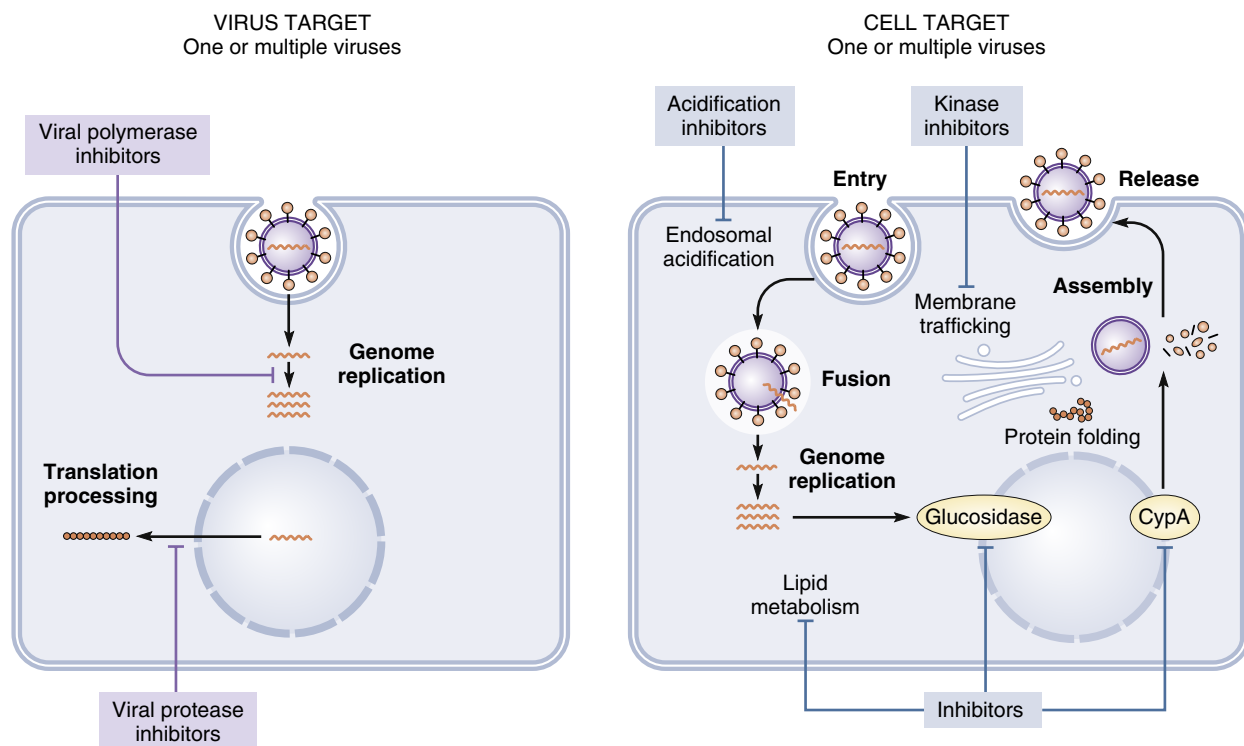 VIRUS TARGET
One or multiple viruses
Viral polymerase
inhibitors
Genome
replication
Translation
processing
Viral protease
inhibitors
CELL TARGET
One or multiple viruses
Acidification
inhibitors
Kinase
inhibitors
Entry
Release
Endosomal
acidification
Membrane
trafficking
Assembly
Fusion
Protein folding
Genome
replication
Glucosidase
CypA
Lipid
metabolism
Inhibitors